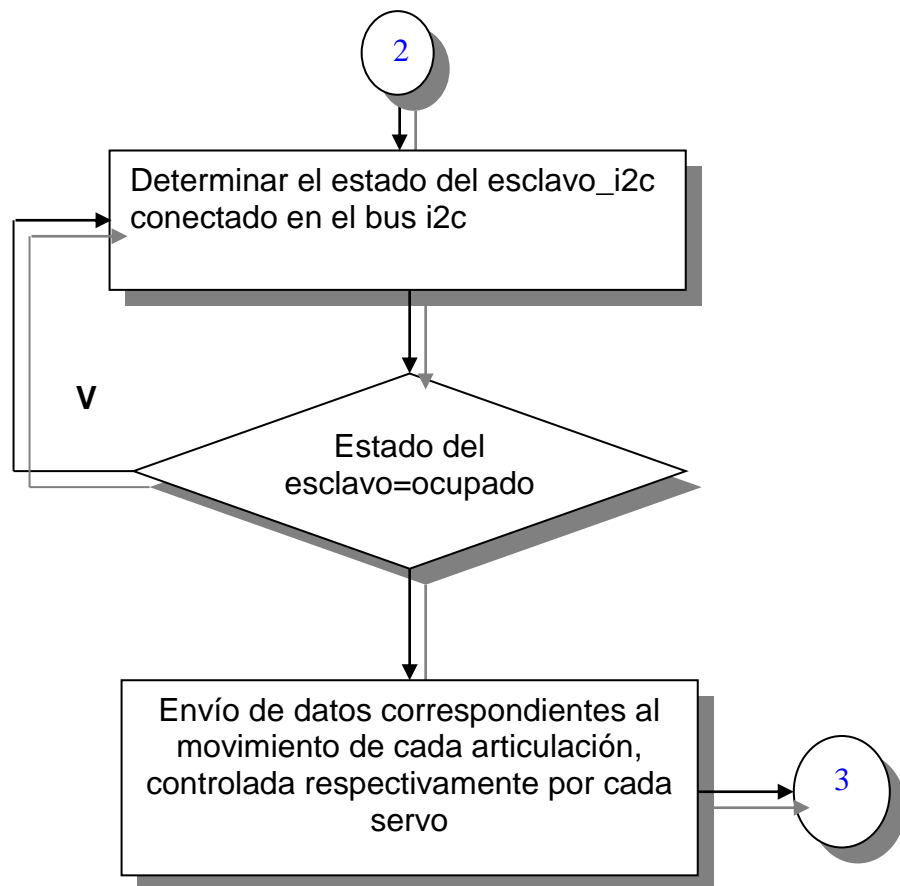 2
Determinar el estado del esclavo_i2c
conectado en el bus i2c
V
Estado del
esclavo=ocupado
Envío de datos correspondientes al
movimiento de cada articulación,
controlada respectivamente por cada
servo
3